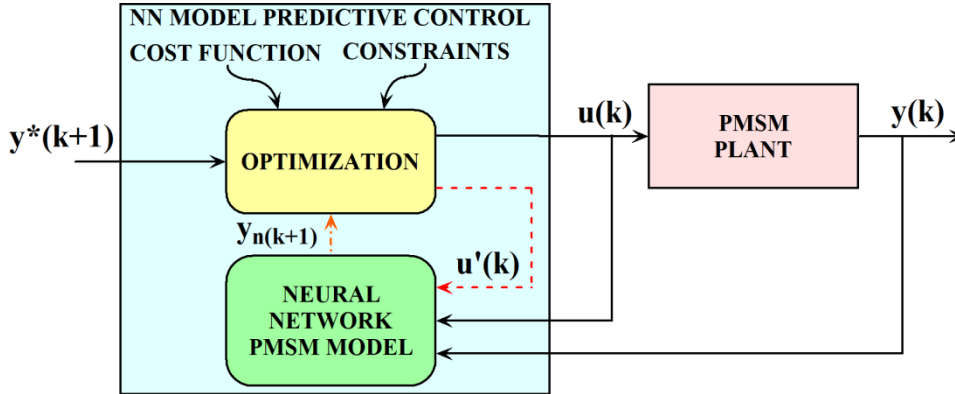 NN MODEL PREDICTIVE CONTROL
COST FUNCTION
CONSTRAINTS
y*(k+1)
OPTIMIZATION
u(k)
PMSM
PLANT
y(k)
yn(k+1)
u'(k)
NEURAL
NETWORK
PMSM MODEL